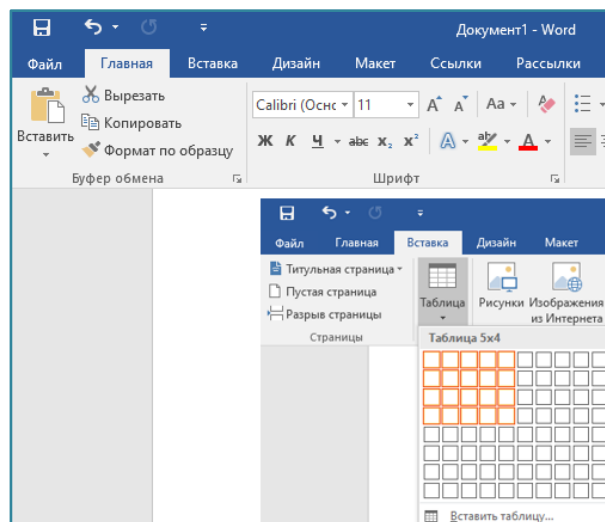 Документ1 - Word
Файл Главная Вставка Дизайн Макет Ссылки Рассылки
Вставить
Вырезать
Копировать
Формат по образцу
Буфер обмена
Calibri (Оснс 11 A A Aa
Ж К Ч abc x₂ x² A aby A
Шрифт
Файл Главная Вставка Дизайн Макет
Титульная страница
Пустая страница
Разрыв страницы
Страницы
Таблица
Рисунки
Изображения
из Интернета
Таблица 5x4
Вставить таблицу...